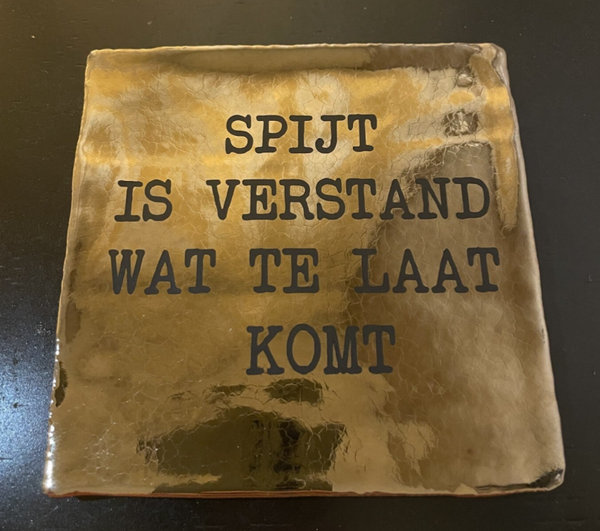 SPIJT
IS VERSTAND
WAT TE LAAT
KOMT